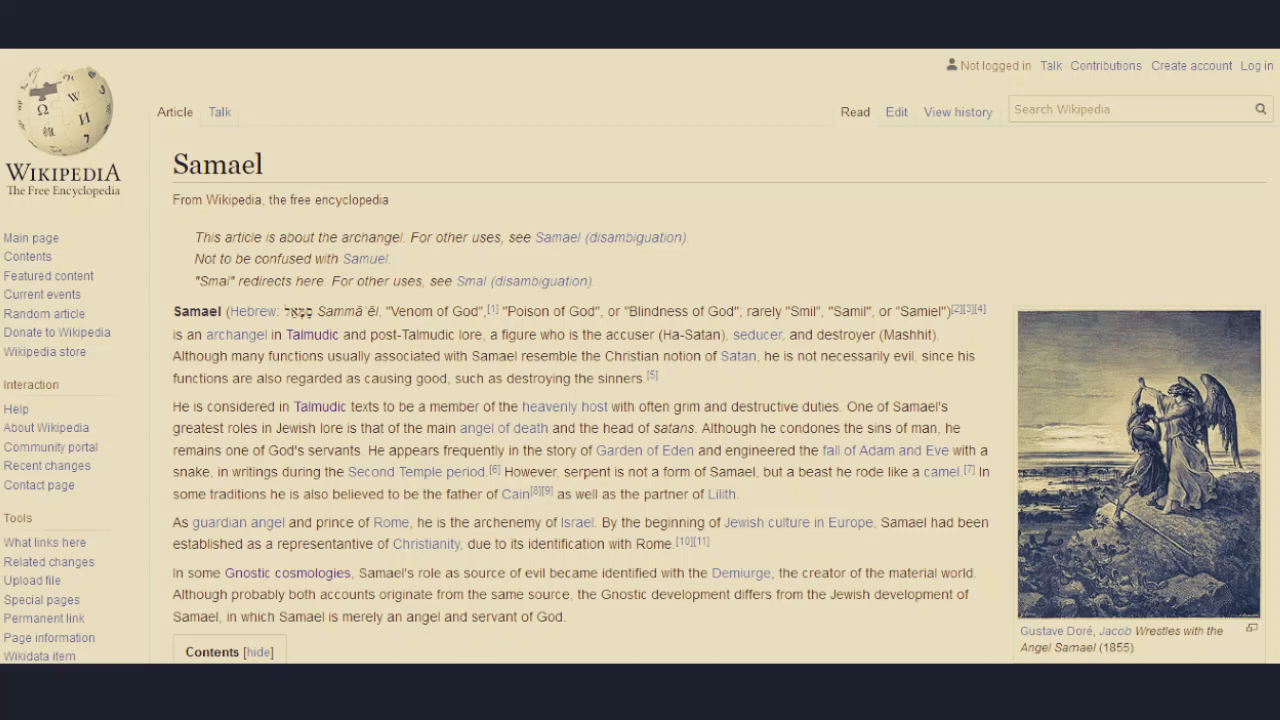 Not logged in Talk Contributions Create account Log in
Article Talk Read Edit View history Search Wikipedia
WIKIPEDIA
The Free Encyclopedia
Main page
Contents
Featured content
Current events
Random article
Donate to Wikipedia
Wikipedia store
Interaction
Help
About Wikipedia
Community portal
Recent changes
Contact page
Tools
What links here
Related changes
Upload file
Special pages
Permanent link
Page information
Wikidata item
Samael
From Wikipedia, the free encyclopedia
This article is about the archangel. For other uses, see Samael (disambiguation).
Not to be confused with Samuel.
"Smal" redirects here. For other uses, see Smal (disambiguation)
Samael (Hebrew: סַמָּאֵל Sammāʾēl, "Venom of God",[1] "Poison of God", or "Blindness of God", rarely "Smil", "Samil", or "Samiel")[2][3][4]
is an archangel in Talmudic and post-Talmudic lore, a figure who is the accuser (Ha-Satan), seducer, and destroyer (Mashhit).
Although many functions usually associated with Samael resemble the Christian notion of Satan, he is not necessarily evil, since his
functions are also regarded as causing good, such as destroying the sinners.[5]
He is considered in Talmudic texts to be a member of the heavenly host with often grim and destructive duties. One of Samael's
greatest roles in Jewish lore is that of the main angel of death and the head of satans. Although he condones the sins of man, he
remains one of God's servants. He appears frequently in the story of Garden of Eden and engineered the fall of Adam and Eve with a
snake, in writings during the Second Temple period.[6] However, serpent is not a form of Samael, but a beast he rode like a camel.[7] In
some traditions he is also believed to be the father of Cain[8][9] as well as the partner of Lilith.
As guardian angel and prince of Rome, he is the archenemy of Israel. By the beginning of Jewish culture in Europe, Samael had been
established as a representantive of Christianity, due to its identification with Rome.[10][11]
In some Gnostic cosmologies, Samael's role as source of evil became identified with the Demiurge, the creator of the material world.
Although probably both accounts originate from the same source, the Gnostic development differs from the Jewish development of
Samael, in which Samael is merely an angel and servant of God.
Contents [hide]
Gustave Doré, Jacob Wrestles with the
Angel Samael (1855)